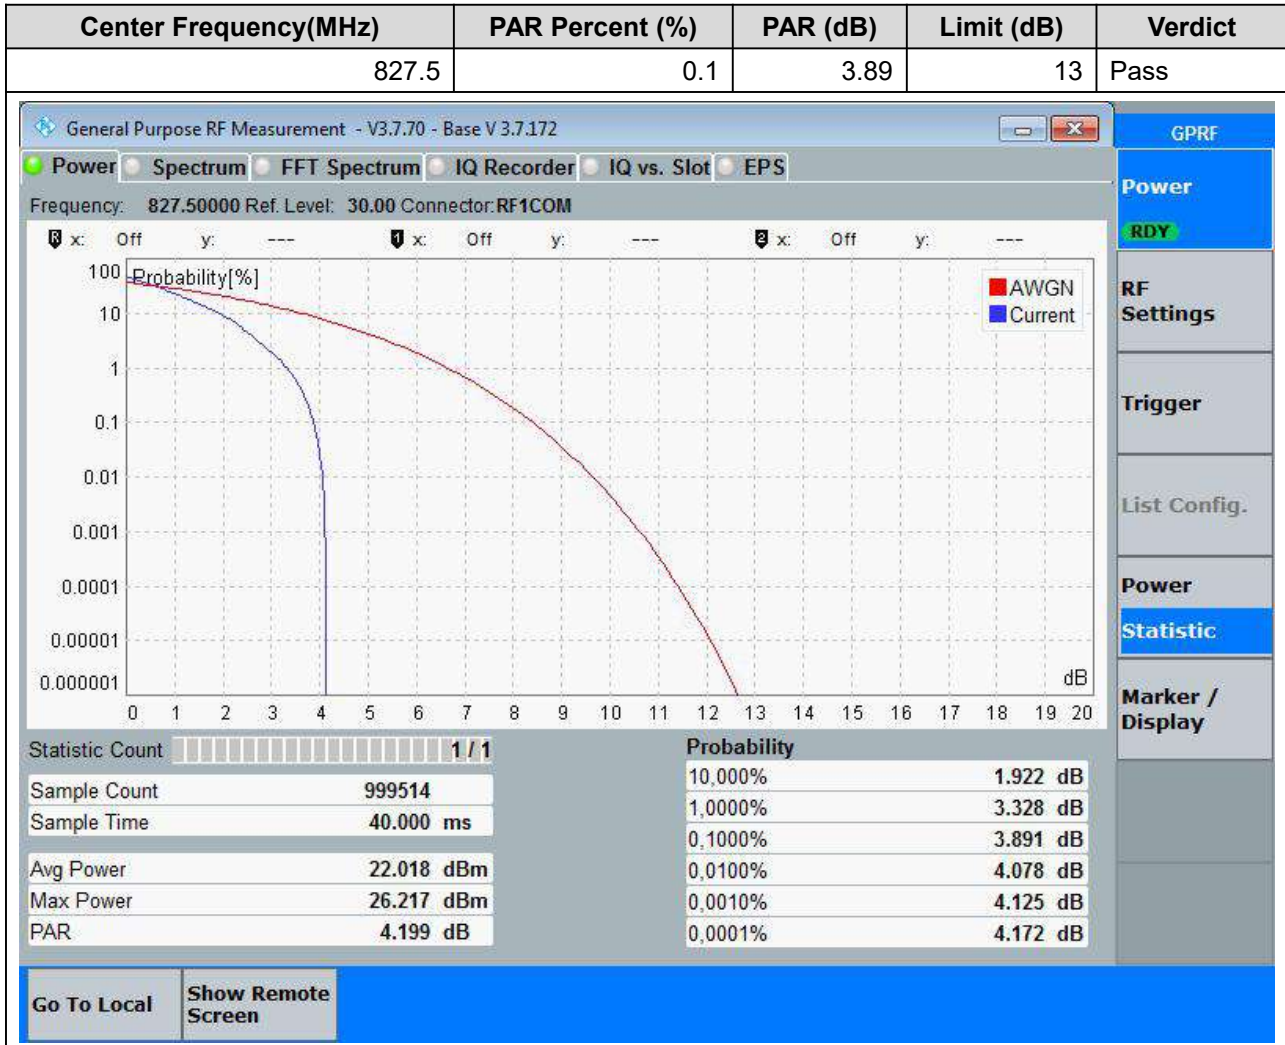 Center Frequency(MHz) PAR Percent (%) PAR (dB) Limit (dB) Verdict
827.5 0.1 3.89 13 Pass
General Purpose RF Measurement - V3.7.70 - Base V 3.7.172
GPRF
Power Spectrum FFT Spectrum IQ Recorder IQ vs. Slot EPS
Frequency: 827.50000 Ref. Level: 30.00 Connector:RF1COM
R x: Off y: --- 1 x: Off y: --- 2 x: Off y: ---
Probability[%]
100
10
1
0.1
0.01
0.001
0.0001
0.00001
0.000001
AWGN
Current
dB
0 1 2 3 4 5 6 7 8 9 10 11 12 13 14 15 16 17 18 19 20
Statistic Count 1 / 1
Sample Count 999514
Sample Time 40.000 ms
Avg Power 22.018 dBm
Max Power 26.217 dBm
PAR 4.199 dB
Probability
10,000% 1.922 dB
1,0000% 3.328 dB
0,1000% 3.891 dB
0,0100% 4.078 dB
0,0010% 4.125 dB
0,0001% 4.172 dB
Power
RDY
RF
Settings
Trigger
List Config.
Power
Statistic
Marker /
Display
Go To Local
Show Remote
Screen